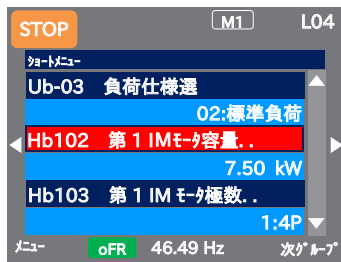 STOP M1 L04
ｼｮｰﾄﾒﾆｭｰ
Ub-03 負荷仕様選
02:標準負荷
Hb102 第１IMﾓｰﾀ容量..
7.50 kW
Hb103 第１IMﾓｰﾀ極数..
1:4P
ﾒﾆｭｰ oFR 46.49 Hz 次ｸﾞﾙｰﾌﾟ